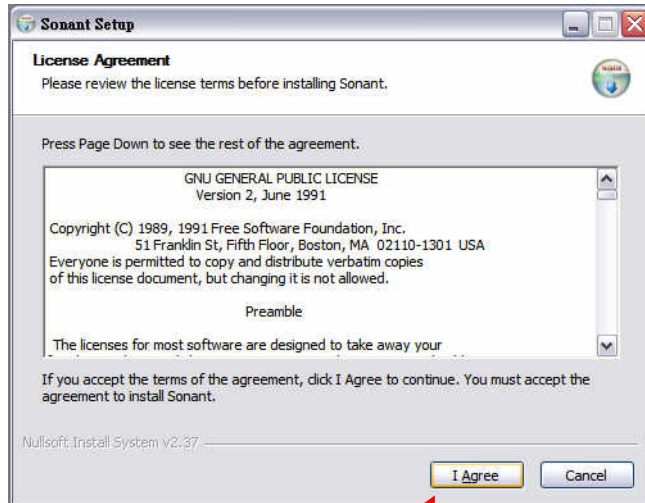 Sonant Setup
License Agreement
Please review the license terms before installing Sonant.
Press Page Down to see the rest of the agreement.
GNU GENERAL PUBLIC LICENSE
Version 2, June 1991
Copyright (C) 1989, 1991 Free Software Foundation, Inc.
51 Franklin St, Fifth Floor, Boston, MA 02110-1301 USA
Everyone is permitted to copy and distribute verbatim copies
of this license document, but changing it is not allowed.
Preamble
The licenses for most software are designed to take away your
If you accept the terms of the agreement, click I Agree to continue. You must accept the
agreement to install Sonant.
Nullsoft Install System v2.37
I Agree
Cancel